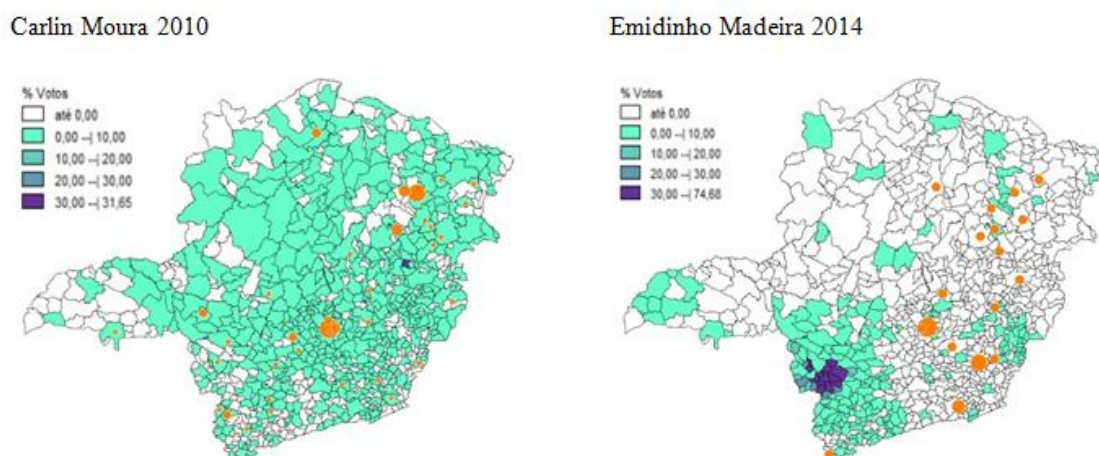 Carlin Moura 2010
Emidinho Madeira 2014
% Votos
até 0,00
0,00 --| 10,00
10,00 --| 20,00
20,00 --| 30,00
30,00 --| 31,65
% Votos
até 0,00
0,00 --| 10,00
10,00 --| 20,00
20,00 --| 30,00
30,00 --| 74,68